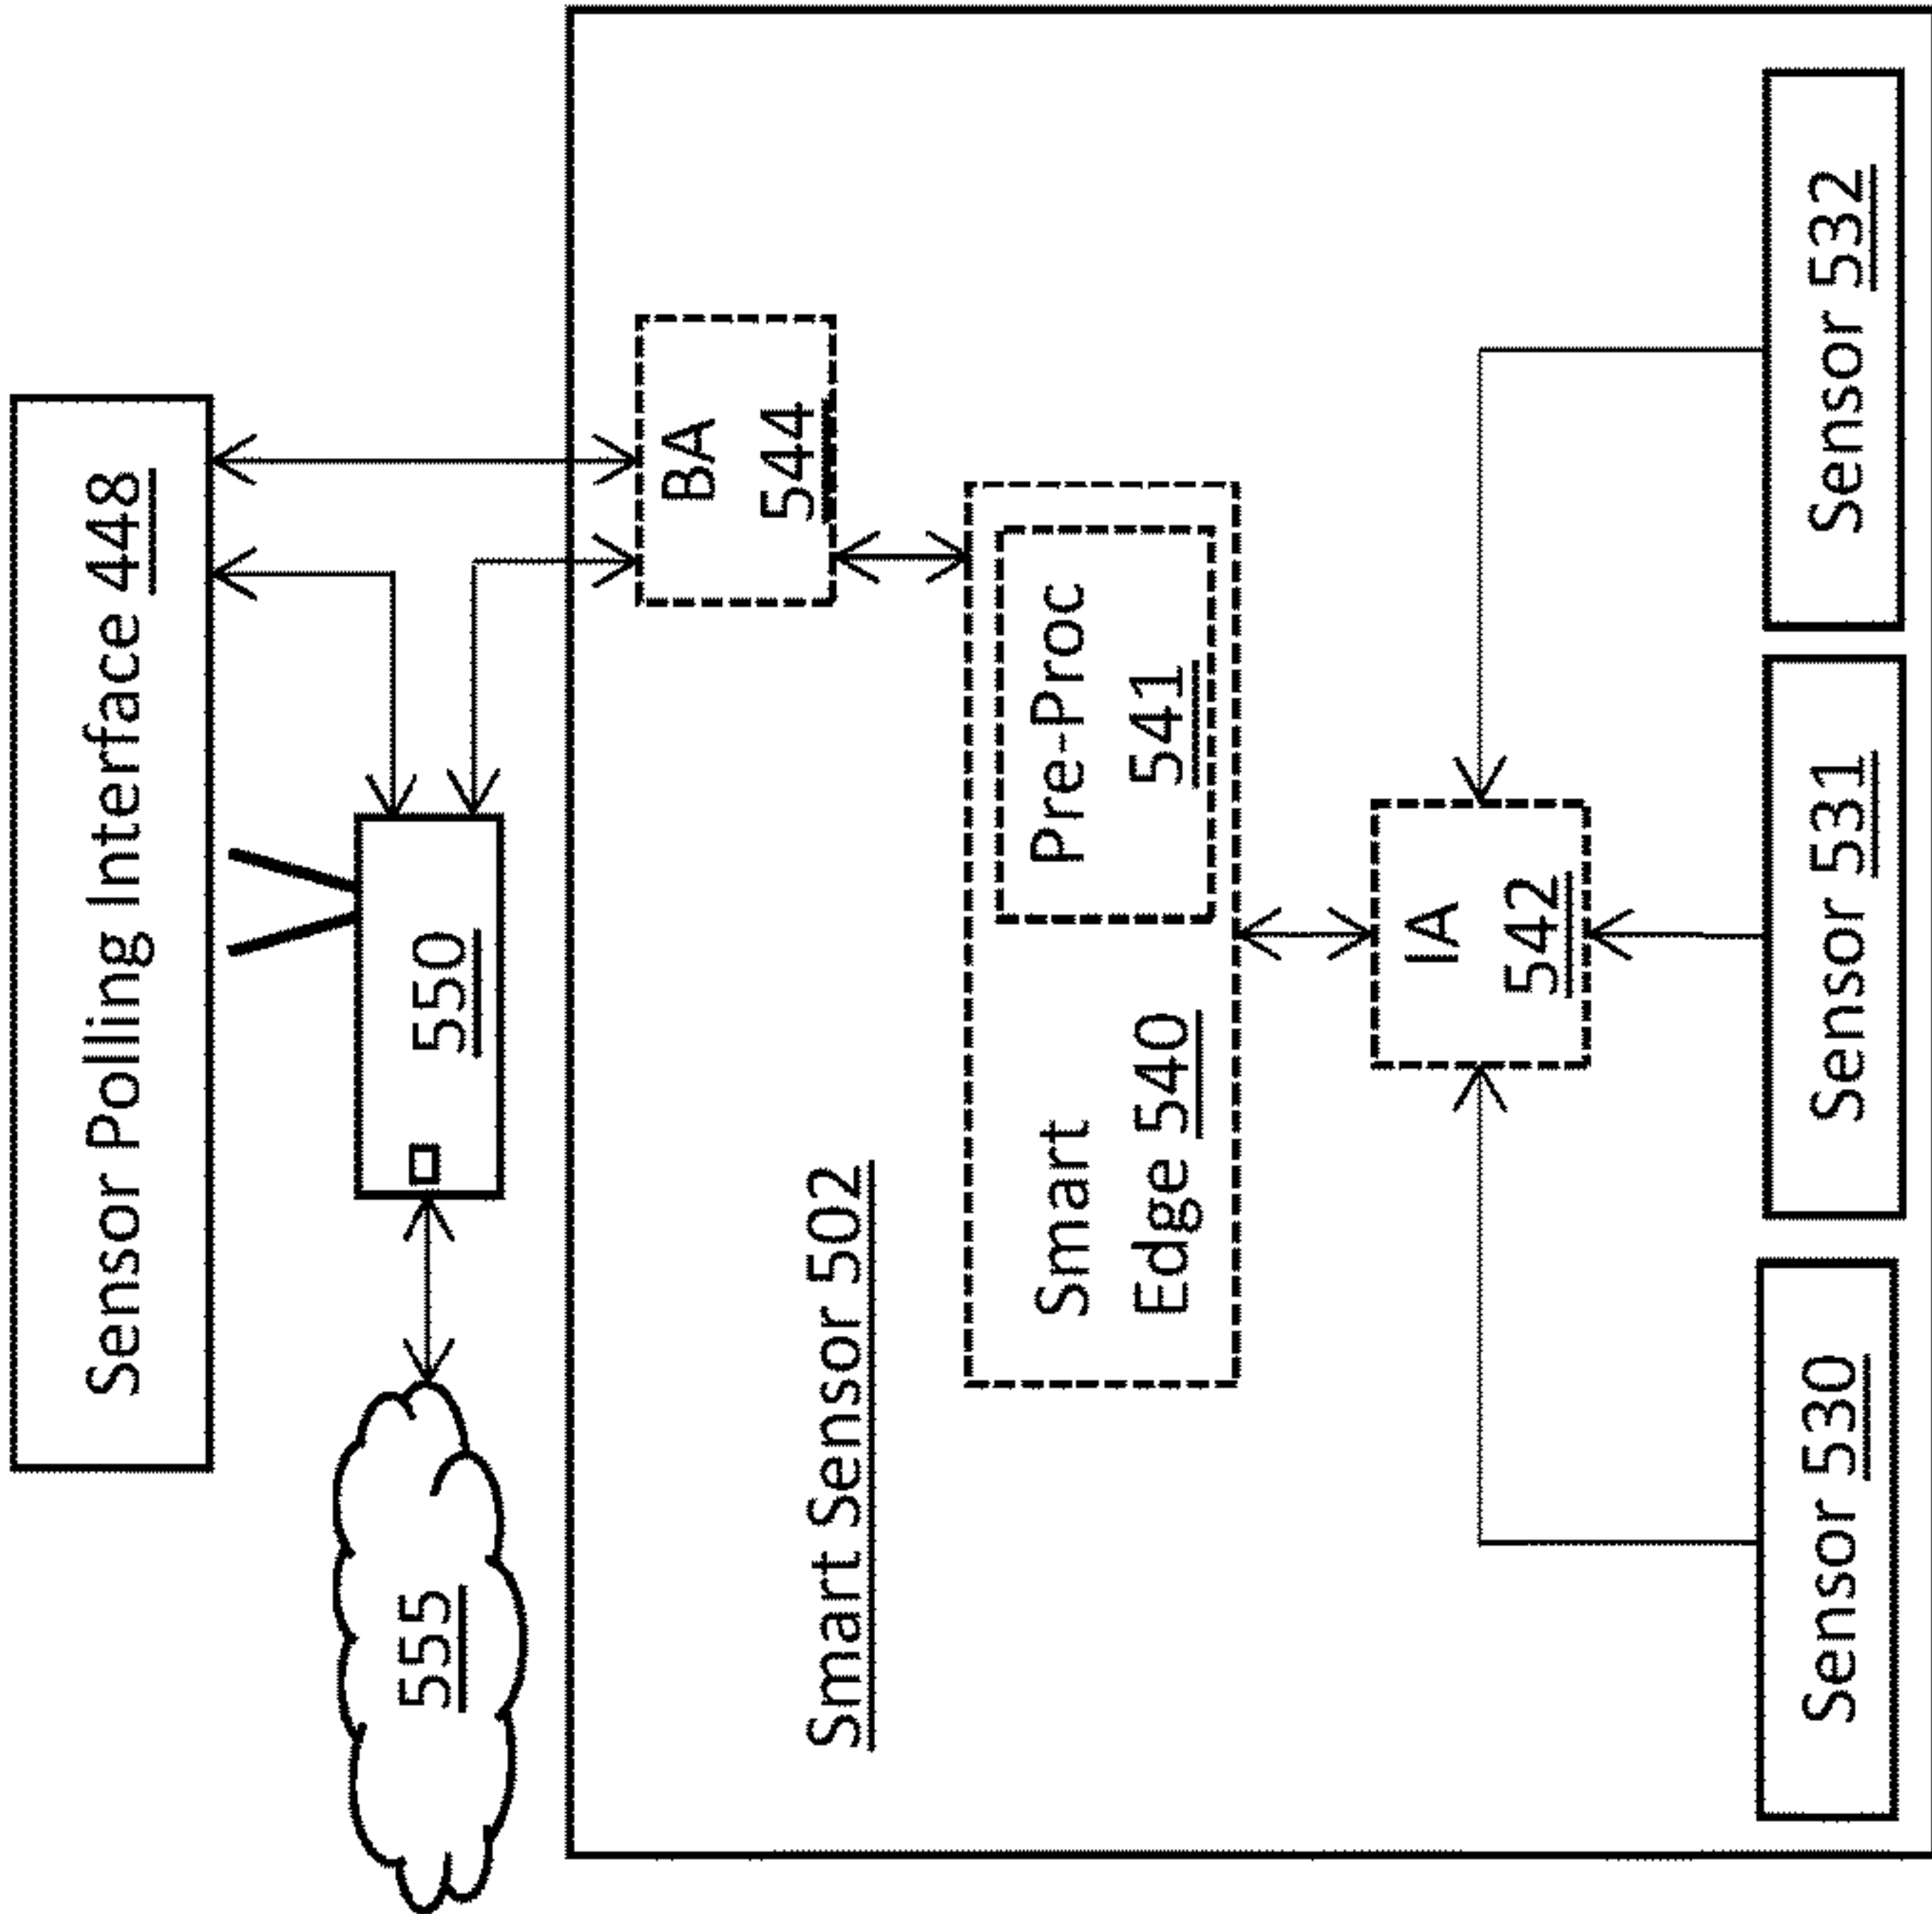 Sensor Polling Interface 448
555
550
Smart Sensor 502
BA
544
Smart
Edge 540
Pre-Proc
541
IA
542
Sensor 530
Sensor 531
Sensor 532